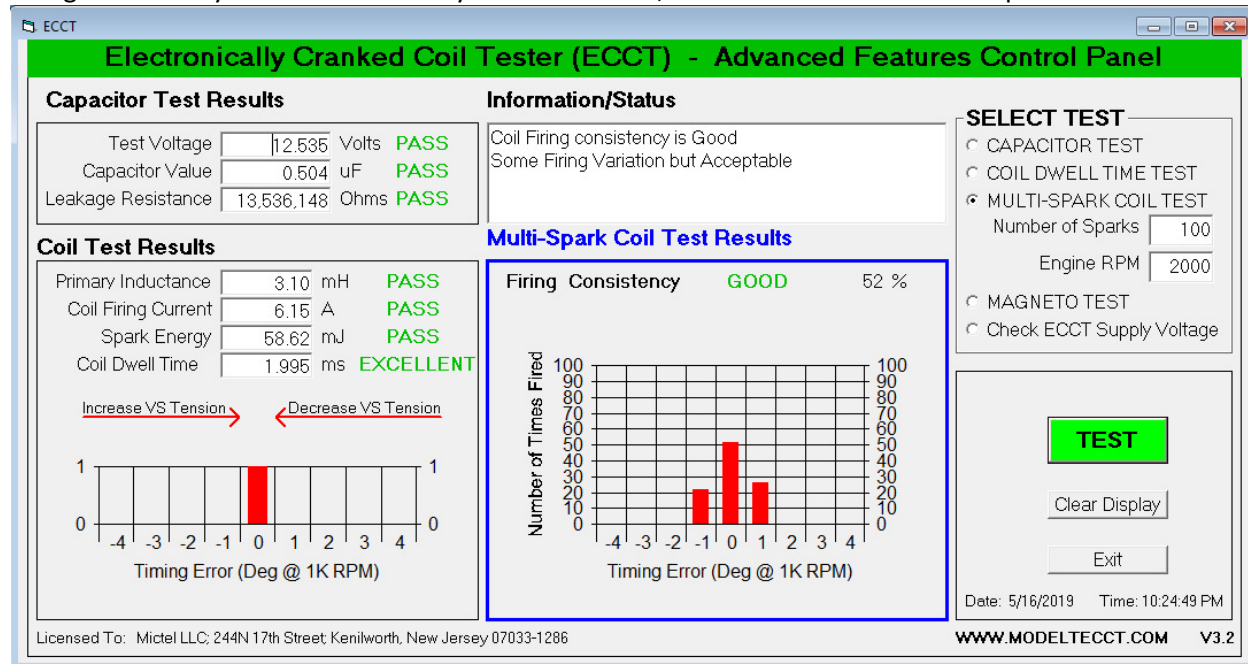 ECCT
Electronically Cranked Coil Tester (ECCT) - Advanced Features Control Panel
Capacitor Test Results
Test Voltage 12.535 Volts PASS
Capacitor Value 0.504 uF PASS
Leakage Resistance 13,536,148 Ohms PASS
Information/Status
Coil Firing consistency is Good
Some Firing Variation but Acceptable
SELECT TEST
CAPACITOR TEST
COIL DWELL TIME TEST
MULTI-SPARK COIL TEST
Number of Sparks 100
Engine RPM 2000
MAGNETO TEST
Check ECCT Supply Voltage
Coil Test Results
Primary Inductance 3.10 mH PASS
Coil Firing Current 6.15 A PASS
Spark Energy 58.62 mJ PASS
Coil Dwell Time 1.995 ms EXCELLENT
Increase VS Tension Decrease VS Tension
1 1
0 0
-4 -3 -2 -1 0 1 2 3 4
Timing Error (Deg @ 1K RPM)
Multi-Spark Coil Test Results
Firing Consistency GOOD 52 %
Number of Times Fired
100 100
90 90
80 80
70 70
60 60
50 50
40 40
30 30
20 20
10 10
0 0
-4 -3 -2 -1 0 1 2 3 4
Timing Error (Deg @ 1K RPM)
TEST
Clear Display
Exit
Date: 5/16/2019 Time: 10:24:49 PM
Licensed To: Mictel LLC; 244N 17th Street; Kenilworth, New Jersey 07033-1286
WWW.MODELTECCT.COM V3.2